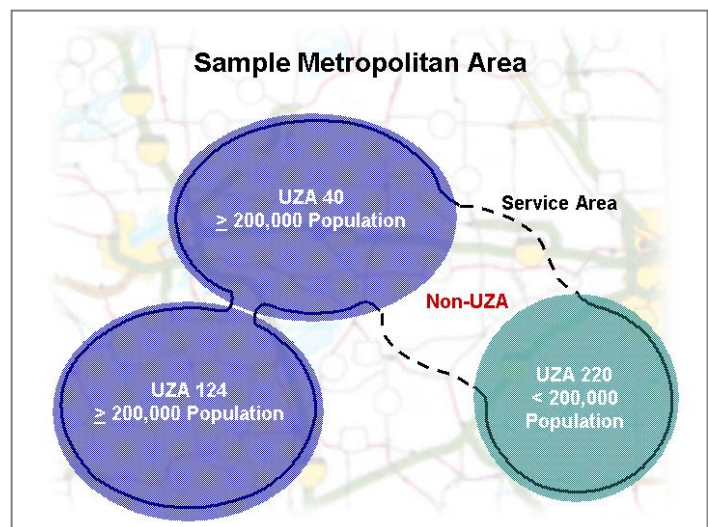 Sample Metropolitan Area
UZA 40
≥ 200,000 Population
Service Area
Non-UZA
UZA 124
≥ 200,000 Population
UZA 220
< 200,000
Population